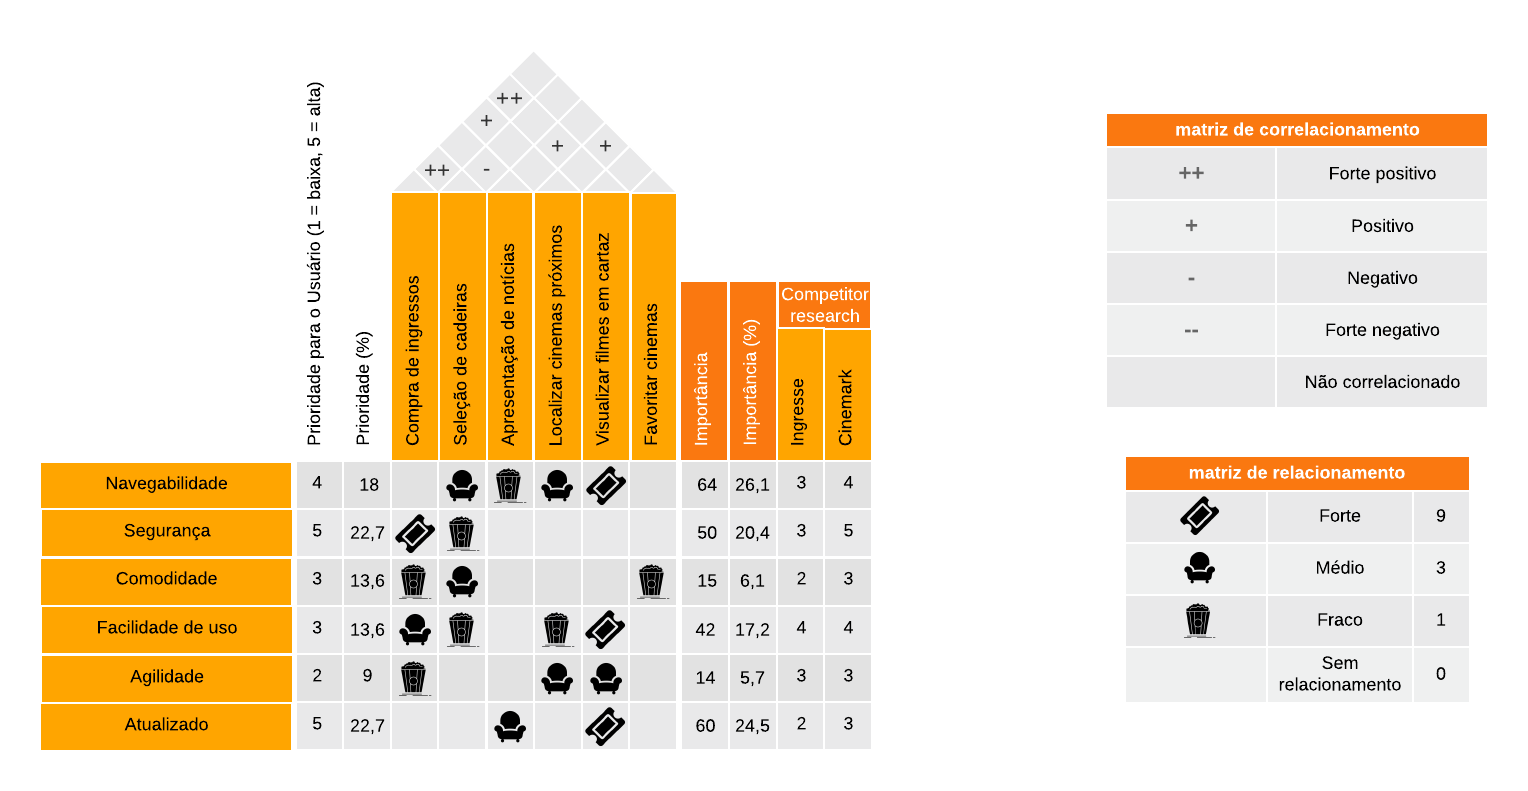 ++
+
+ +
++ -
Prioridade para o Usuário (1 = baixa, 5 = alta)
Prioridade (%)
Compra de ingressos
Seleção de cadeiras
Apresentação de notícias
Localizar cinemas próximos
Visualizar filmes em cartaz
Favoritar cinemas
Importância
Importância (%)
Competitor
research
Ingresse
Cinemark
Navegabilidade 4 18 64 26,1 3 4
Segurança 5 22,7 50 20,4 3 5
Comodidade 3 13,6 15 6,1 2 3
Facilidade de uso 3 13,6 42 17,2 4 4
Agilidade 2 9 14 5,7 3 3
Atualizado 5 22,7 60 24,5 2 3
matriz de correlacionamento
++ Forte positivo
+ Positivo
- Negativo
-- Forte negativo
Não correlacionado
matriz de relacionamento
Forte 9
Médio 3
Fraco 1
Sem
relacionamento 0